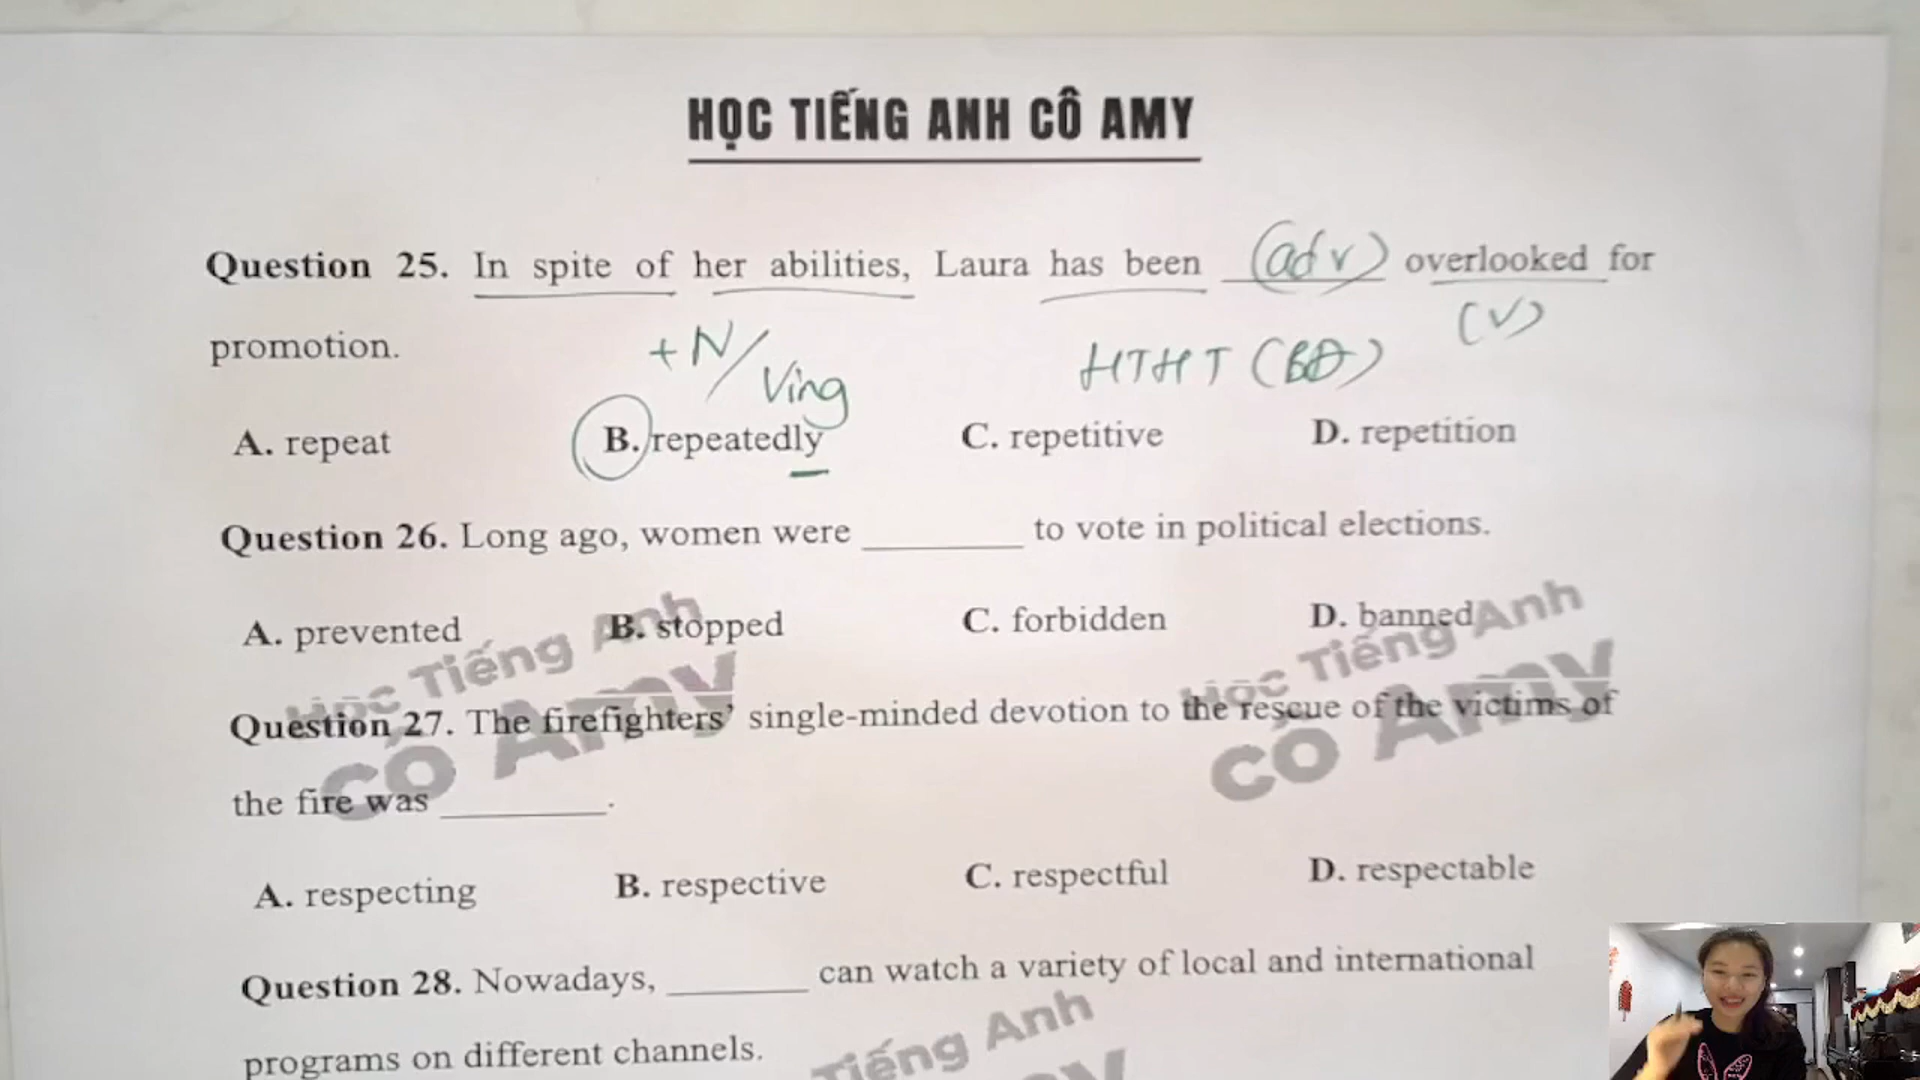 HỌC TIẾNG ANH CÔ AMY
Question 25. In spite of her abilities, Laura has been ________ (adv) overlooked for
(v)
promotion.
+ N/Ving
HTHT (BĐ)
A. repeat B. repeatedly C. repetitive D. repetition
Question 26. Long ago, women were ________ to vote in political elections.
A. prevented B. stopped C. forbidden D. banned
Học Tiếng Anh
Cô Amy
Học Tiếng Anh
Cô Amy
Question 27. The firefighters' single-minded devotion to the rescue of the victims of
the fire was ________.
A. respecting B. respective C. respectful D. respectable
Question 28. Nowadays, ________ can watch a variety of local and international
programs on different channels.
Tiếng Anh